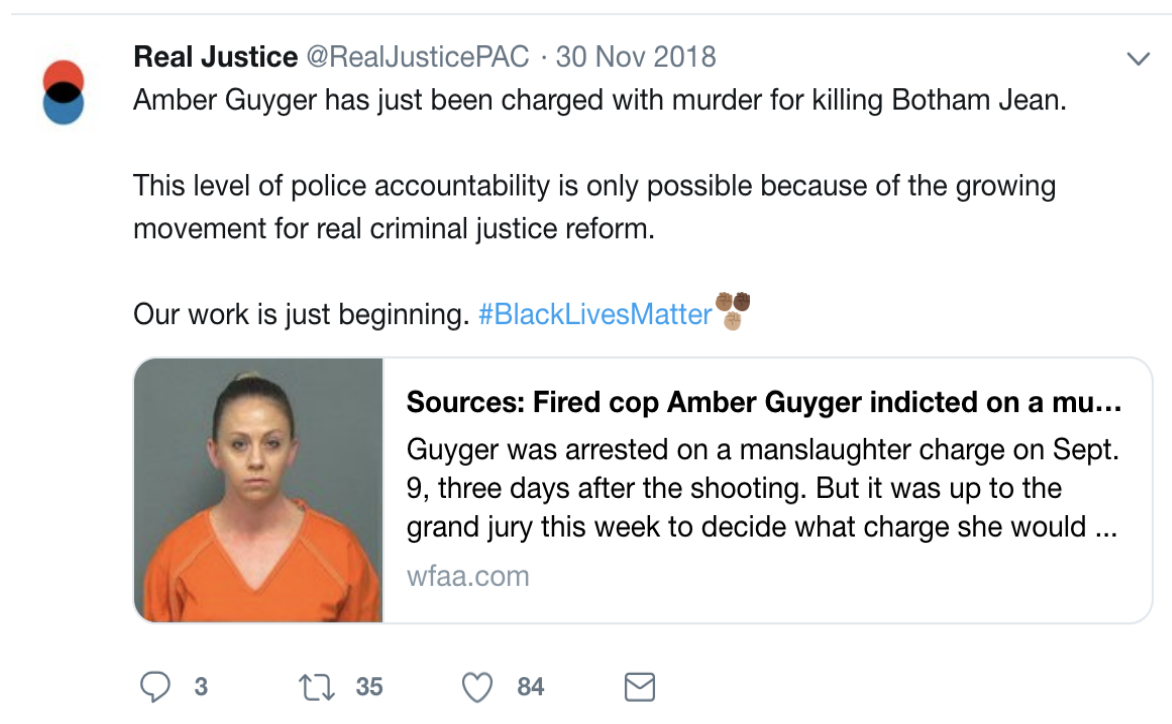 Real Justice @RealJusticePAC · 30 Nov 2018
Amber Guyger has just been charged with murder for killing Botham Jean.
This level of police accountability is only possible because of the growing
movement for real criminal justice reform.
Our work is just beginning. #BlackLivesMatter
Sources: Fired cop Amber Guyger indicted on a mu...
Guyger was arrested on a manslaughter charge on Sept.
9, three days after the shooting. But it was up to the
grand jury this week to decide what charge she would ...
wfaa.com
3 35 84